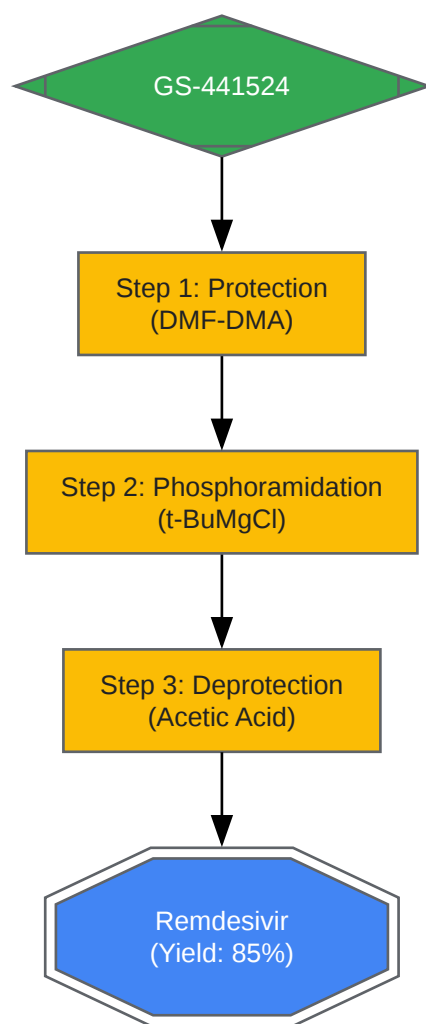 GS-441524
Step 1: Protection
(DMF-DMA)
Step 2: Phosphoramidation
(t-BuMgCl)
Step 3: Deprotection
(Acetic Acid)
Remdesivir
(Yield: 85%)